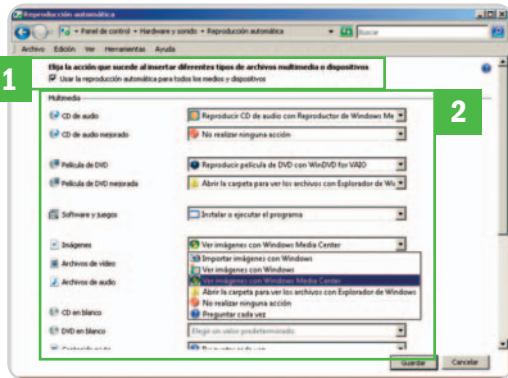 Reproducción automática
Panel de control • Hardware y sonido • Reproducción automática
Buscar
Archivo Edición Ver Herramientas Ayuda
1
Elija la acción que sucede al insertar diferentes tipos de archivos multimedia o dispositivos
Usar la reproducción automática para todos los medios y dispositivos
2
Multimedia
CD de audio Reproducir CD de audio con Reproductor de Windows Me
CD de audio mejorado No realizar ninguna acción
Película de DVD Reproducir película de DVD con WinDVD for VAIO
Película de DVD mejorada Abrir la carpeta para ver los archivos con Explorador de Wi
Software y juegos Instalar o ejecutar el programa
Imágenes Ver imágenes con Windows Media Center
Importar imágenes con Windows
Archivos de vídeo Ver imágenes con Windows
Ver imágenes con Windows Media Center
Archivos de audio Abrir la carpeta para ver los archivos con Explorador de Windows
No realizar ninguna acción
CD en blanco Preguntar cada vez
DVD en blanco Elegir un valor predeterminado
Preguntar cada vez
Guardar Cancelar